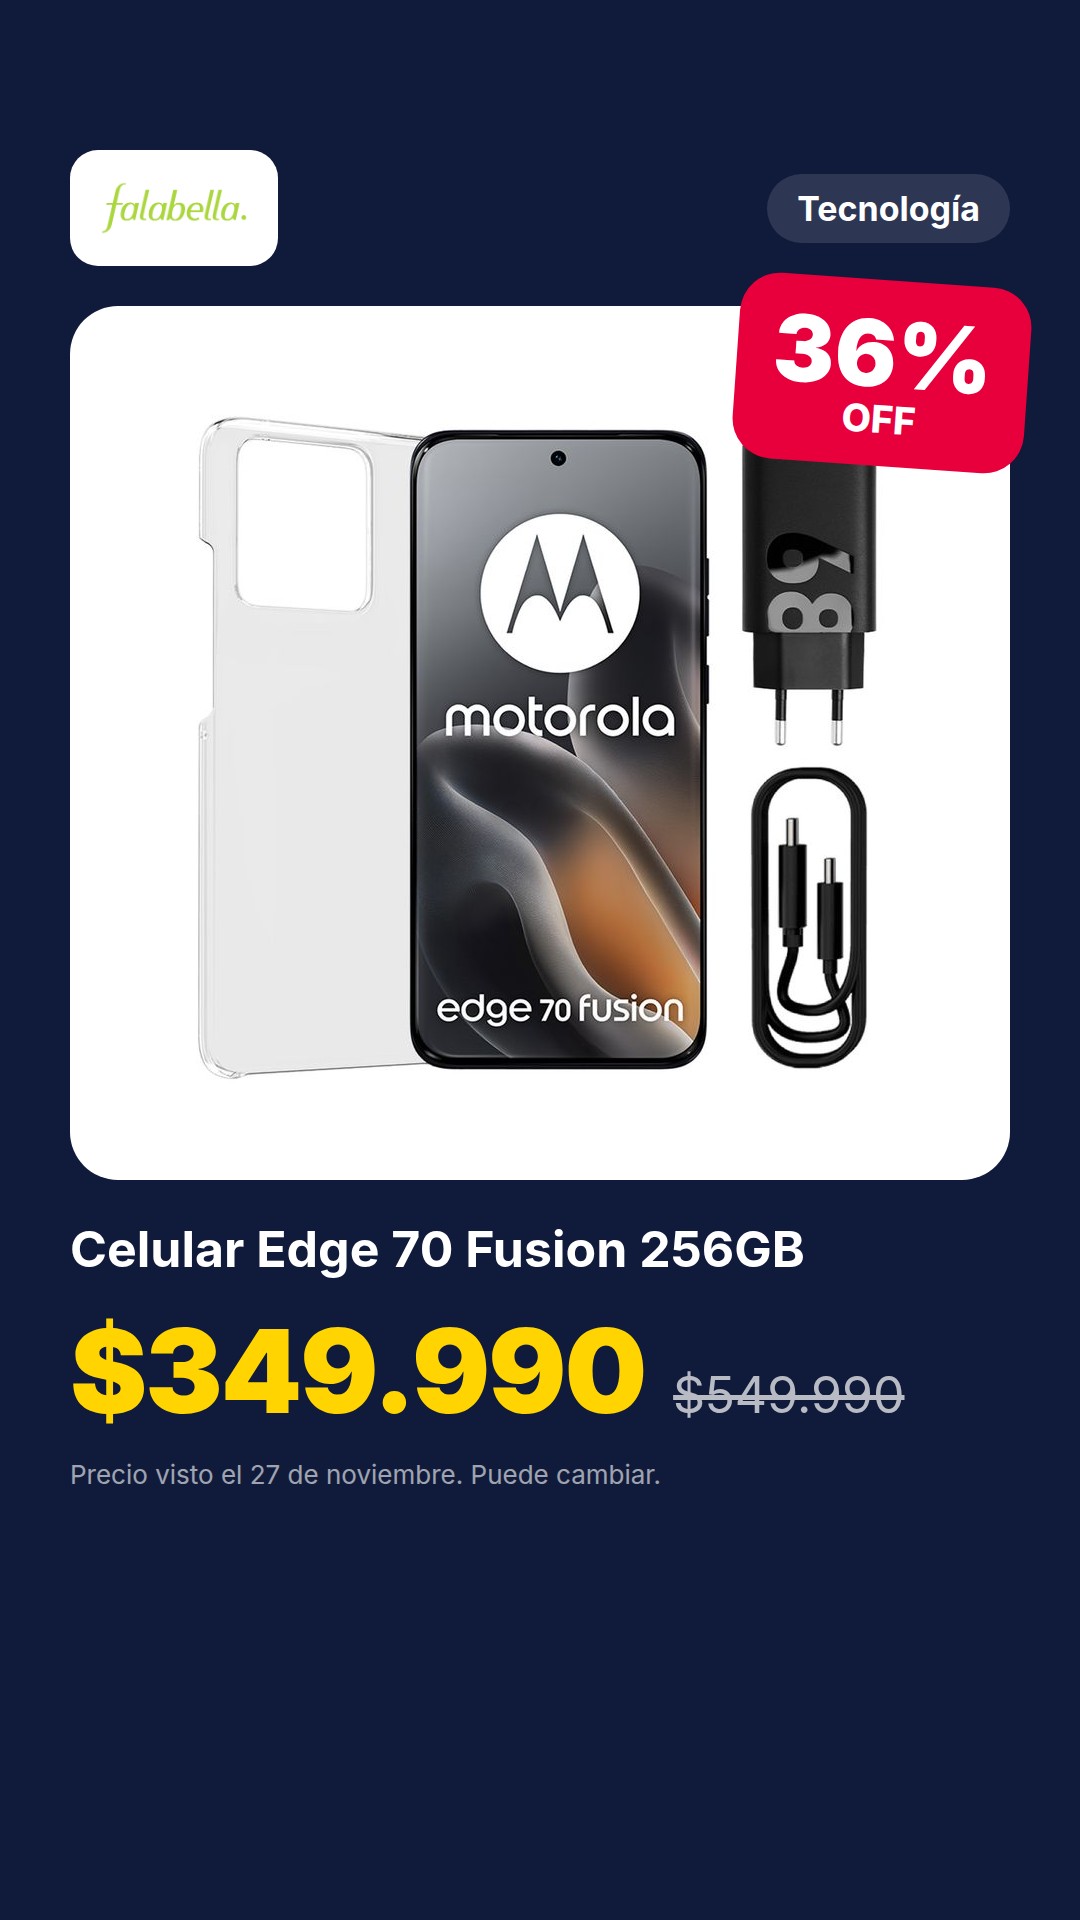 falabella.
Tecnología
36%
OFF
68
motorola
edge 70 fusion
Celular Edge 70 Fusion 256GB
$349.990 $549.990
Precio visto el 27 de noviembre. Puede cambiar.